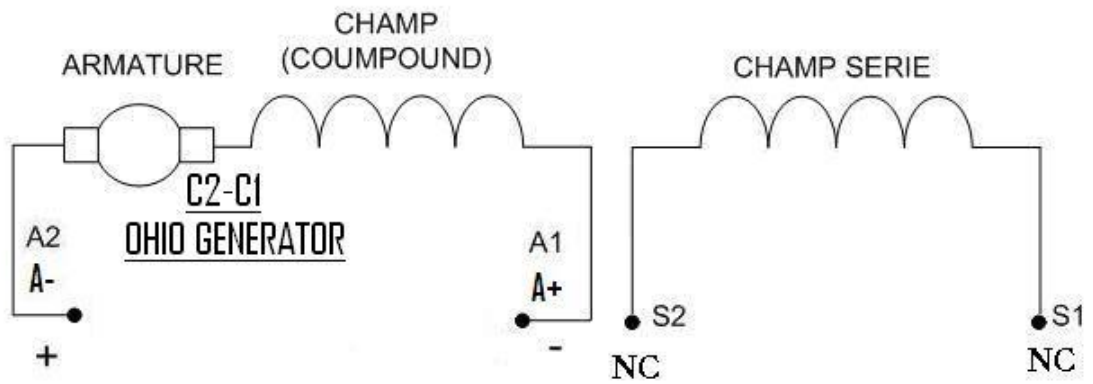 CHAMP
(COUMPOUND)
ARMATURE
CHAMP SERIE
C2-C1
OHIO GENERATOR
A2
A-
+
A1
A+
-
S2
NC
S1
NC